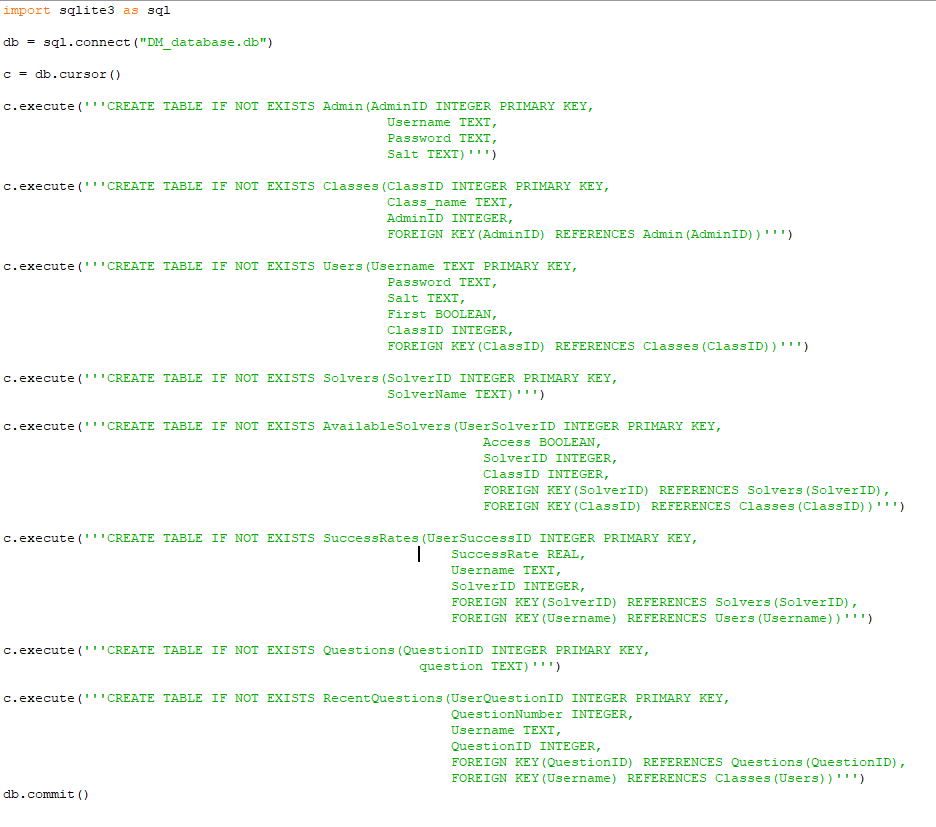 import sqlite3 as sql
db = sql.connect("DM_database.db")
c = db.cursor()
c.execute('''CREATE TABLE IF NOT EXISTS Admin(AdminID INTEGER PRIMARY KEY,
Username TEXT,
Password TEXT,
Salt TEXT)''')
c.execute('''CREATE TABLE IF NOT EXISTS Classes(ClassID INTEGER PRIMARY KEY,
Class_name TEXT,
AdminID INTEGER,
FOREIGN KEY(AdminID) REFERENCES Admin(AdminID))''')
c.execute('''CREATE TABLE IF NOT EXISTS Users(Username TEXT PRIMARY KEY,
Password TEXT,
Salt TEXT,
First BOOLEAN,
ClassID INTEGER,
FOREIGN KEY(ClassID) REFERENCES Classes(ClassID))''')
c.execute('''CREATE TABLE IF NOT EXISTS Solvers(SolverID INTEGER PRIMARY KEY,
SolverName TEXT)''')
c.execute('''CREATE TABLE IF NOT EXISTS AvailableSolvers(UserSolverID INTEGER PRIMARY KEY,
Access BOOLEAN,
SolverID INTEGER,
ClassID INTEGER,
FOREIGN KEY(SolverID) REFERENCES Solvers(SolverID),
FOREIGN KEY(ClassID) REFERENCES Classes(ClassID))''')
c.execute('''CREATE TABLE IF NOT EXISTS SuccessRates(UserSuccessID INTEGER PRIMARY KEY,
SuccessRate REAL,
Username TEXT,
SolverID INTEGER,
FOREIGN KEY(SolverID) REFERENCES Solvers(SolverID),
FOREIGN KEY(Username) REFERENCES Users(Username))''')
c.execute('''CREATE TABLE IF NOT EXISTS Questions(QuestionID INTEGER PRIMARY KEY,
question TEXT)''')
c.execute('''CREATE TABLE IF NOT EXISTS RecentQuestions(UserQuestionID INTEGER PRIMARY KEY,
QuestionNumber INTEGER,
Username TEXT,
QuestionID INTEGER,
FOREIGN KEY(QuestionID) REFERENCES Questions(QuestionID),
FOREIGN KEY(Username) REFERENCES Classes(Users))''')
db.commit()